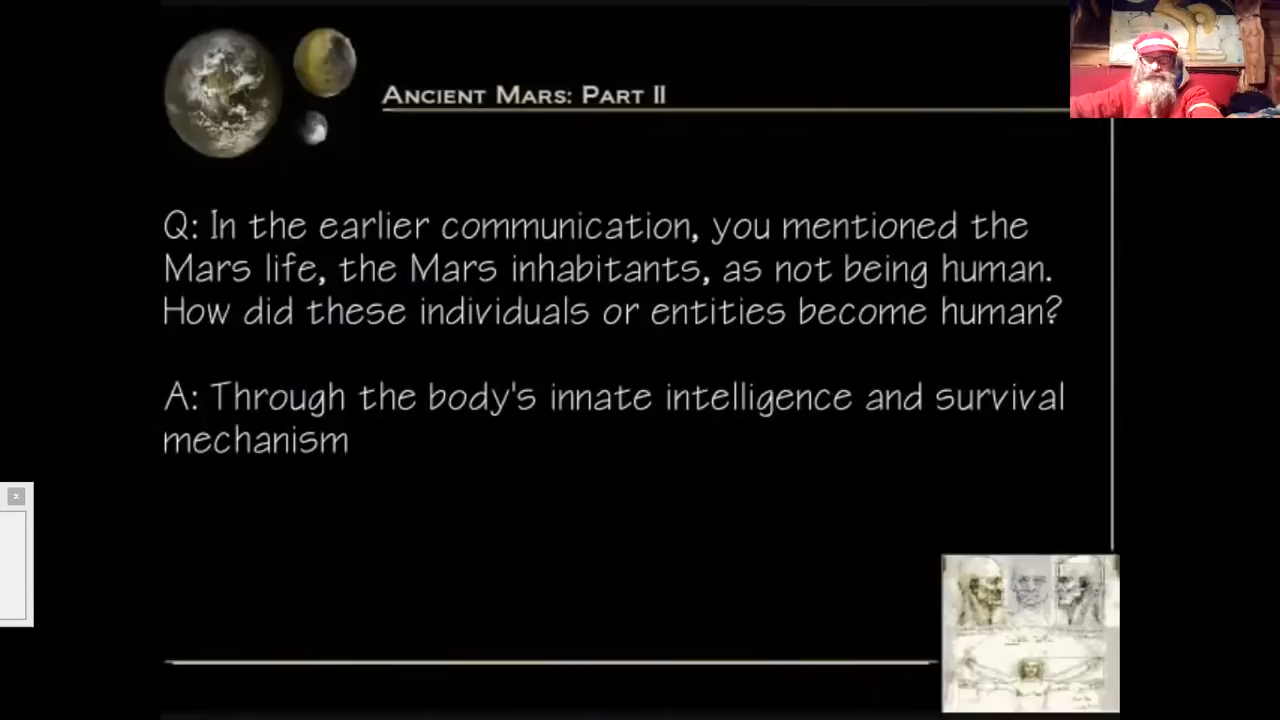 Ancient Mars: Part II
Q: In the earlier communication, you mentioned the
Mars life, the Mars inhabitants, as not being human.
How did these individuals or entities become human?
A: Through the body's innate intelligence and survival
mechanism
x